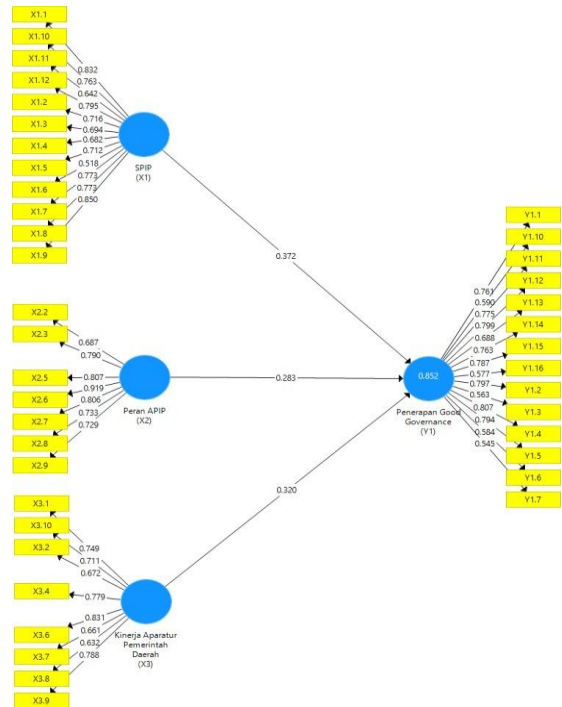 X1.1
X1.10
X1.11
X1.12
X1.2
X1.3
X1.4
X1.5
X1.6
X1.7
X1.8
X1.9
0.832
0.763
0.642
0.795
0.716
0.694
0.682
0.712
0.518
0.773
0.773
0.850
SPIP
(X1)
0.372
X2.2
X2.3
X2.5
X2.6
X2.7
X2.8
X2.9
0.687
0.790
0.807
0.919
0.806
0.733
0.729
Peran APIP
(X2)
0.283
X3.1
X3.10
X3.2
X3.4
X3.6
X3.7
X3.8
X3.9
0.749
0.711
0.672
0.779
0.831
0.661
0.632
0.788
Kinerja Aparatur
Pemerintah
Daerah
(X3)
0.320
0.852
Penerapan Good
Governance
(Y1)
0.761
0.590
0.775
0.799
0.688
0.763
0.787
0.577
0.797
0.563
0.807
0.794
0.584
0.545
Y1.1
Y1.10
Y1.11
Y1.12
Y1.13
Y1.14
Y1.15
Y1.16
Y1.2
Y1.3
Y1.4
Y1.5
Y1.6
Y1.7